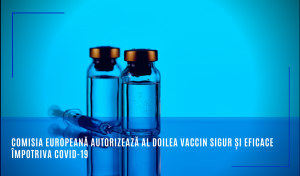 COMISIA EUROPEANĂ AUTORIZEAZĂ AL DOILEA VACCIN SIGUR ȘI EFICACE
ÎMPOTRIVA COVID-19